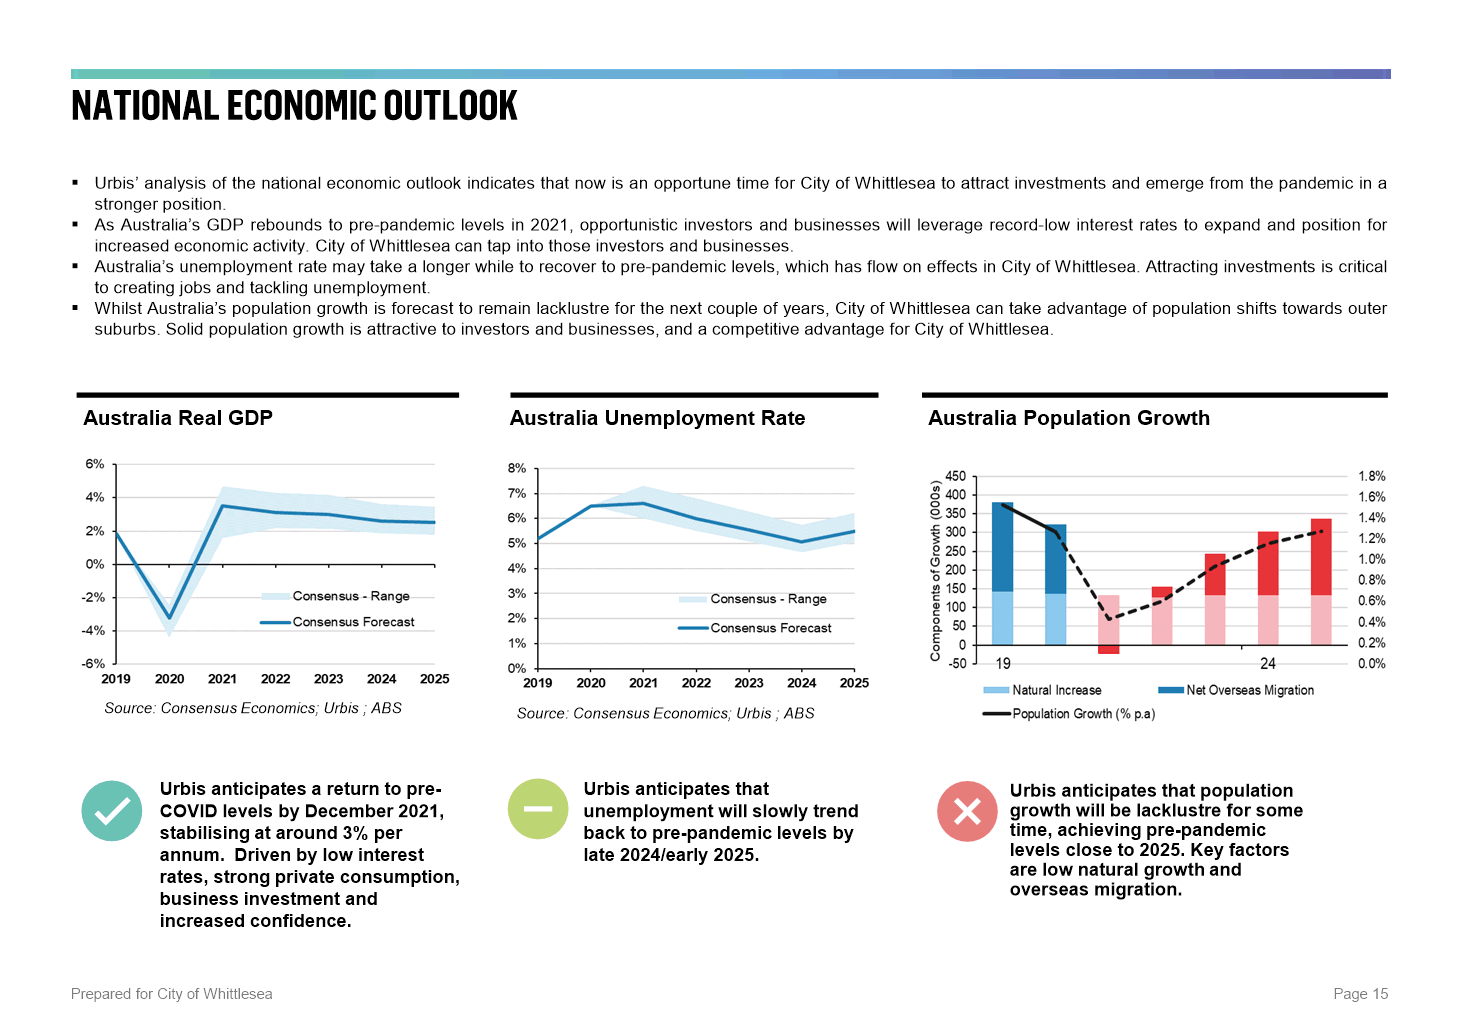 NATIONAL ECONOMIC OUTLOOK
▪ Urbis’ analysis of the national economic outlook indicates that now is an opportune time for City of Whittlesea to attract investments and emerge from the pandemic in a
stronger position.
▪ As Australia’s GDP rebounds to pre-pandemic levels in 2021, opportunistic investors and businesses will leverage record-low interest rates to expand and position for
increased economic activity. City of Whittlesea can tap into those investors and businesses.
▪ Australia’s unemployment rate may take a longer while to recover to pre-pandemic levels, which has flow on effects in City of Whittlesea. Attracting investments is critical
to creating jobs and tackling unemployment.
▪ Whilst Australia’s population growth is forecast to remain lacklustre for the next couple of years, City of Whittlesea can take advantage of population shifts towards outer
suburbs. Solid population growth is attractive to investors and businesses, and a competitive advantage for City of Whittlesea.
Australia Real GDP
6%
4%
2%
0%
-2%
-4%
-6%
Consensus - Range
Consensus Forecast
2019 2020 2021 2022 2023 2024 2025
Source: Consensus Economics; Urbis ; ABS
Australia Unemployment Rate
8%
7%
6%
5%
4%
3%
2%
1%
0%
Consensus - Range
Consensus Forecast
2019 2020 2021 2022 2023 2024 2025
Source: Consensus Economics; Urbis ; ABS
Australia Population Growth
Components of Growth (000s)
450
400
350
300
250
200
150
100
50
0
-50
1.8%
1.6%
1.4%
1.2%
1.0%
0.8%
0.6%
0.4%
0.2%
0.0%
19 24
Natural Increase
Net Overseas Migration
Population Growth (% p.a)
Urbis anticipates a return to pre-
COVID levels by December 2021,
stabilising at around 3% per
annum. Driven by low interest
rates, strong private consumption,
business investment and
increased confidence.
Urbis anticipates that
unemployment will slowly trend
back to pre-pandemic levels by
late 2024/early 2025.
Urbis anticipates that population
growth will be lacklustre for some
time, achieving pre-pandemic
levels close to 2025. Key factors
are low natural growth and
overseas migration.
Prepared for City of Whittlesea
Page 15